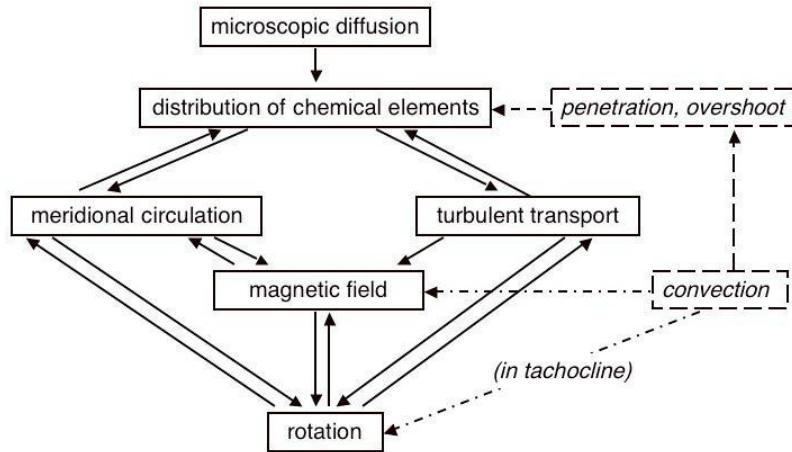 microscopic diffusion
distribution of chemical elements
penetration, overshoot
meridional circulation
turbulent transport
magnetic field
convection
(in tachocline)
rotation